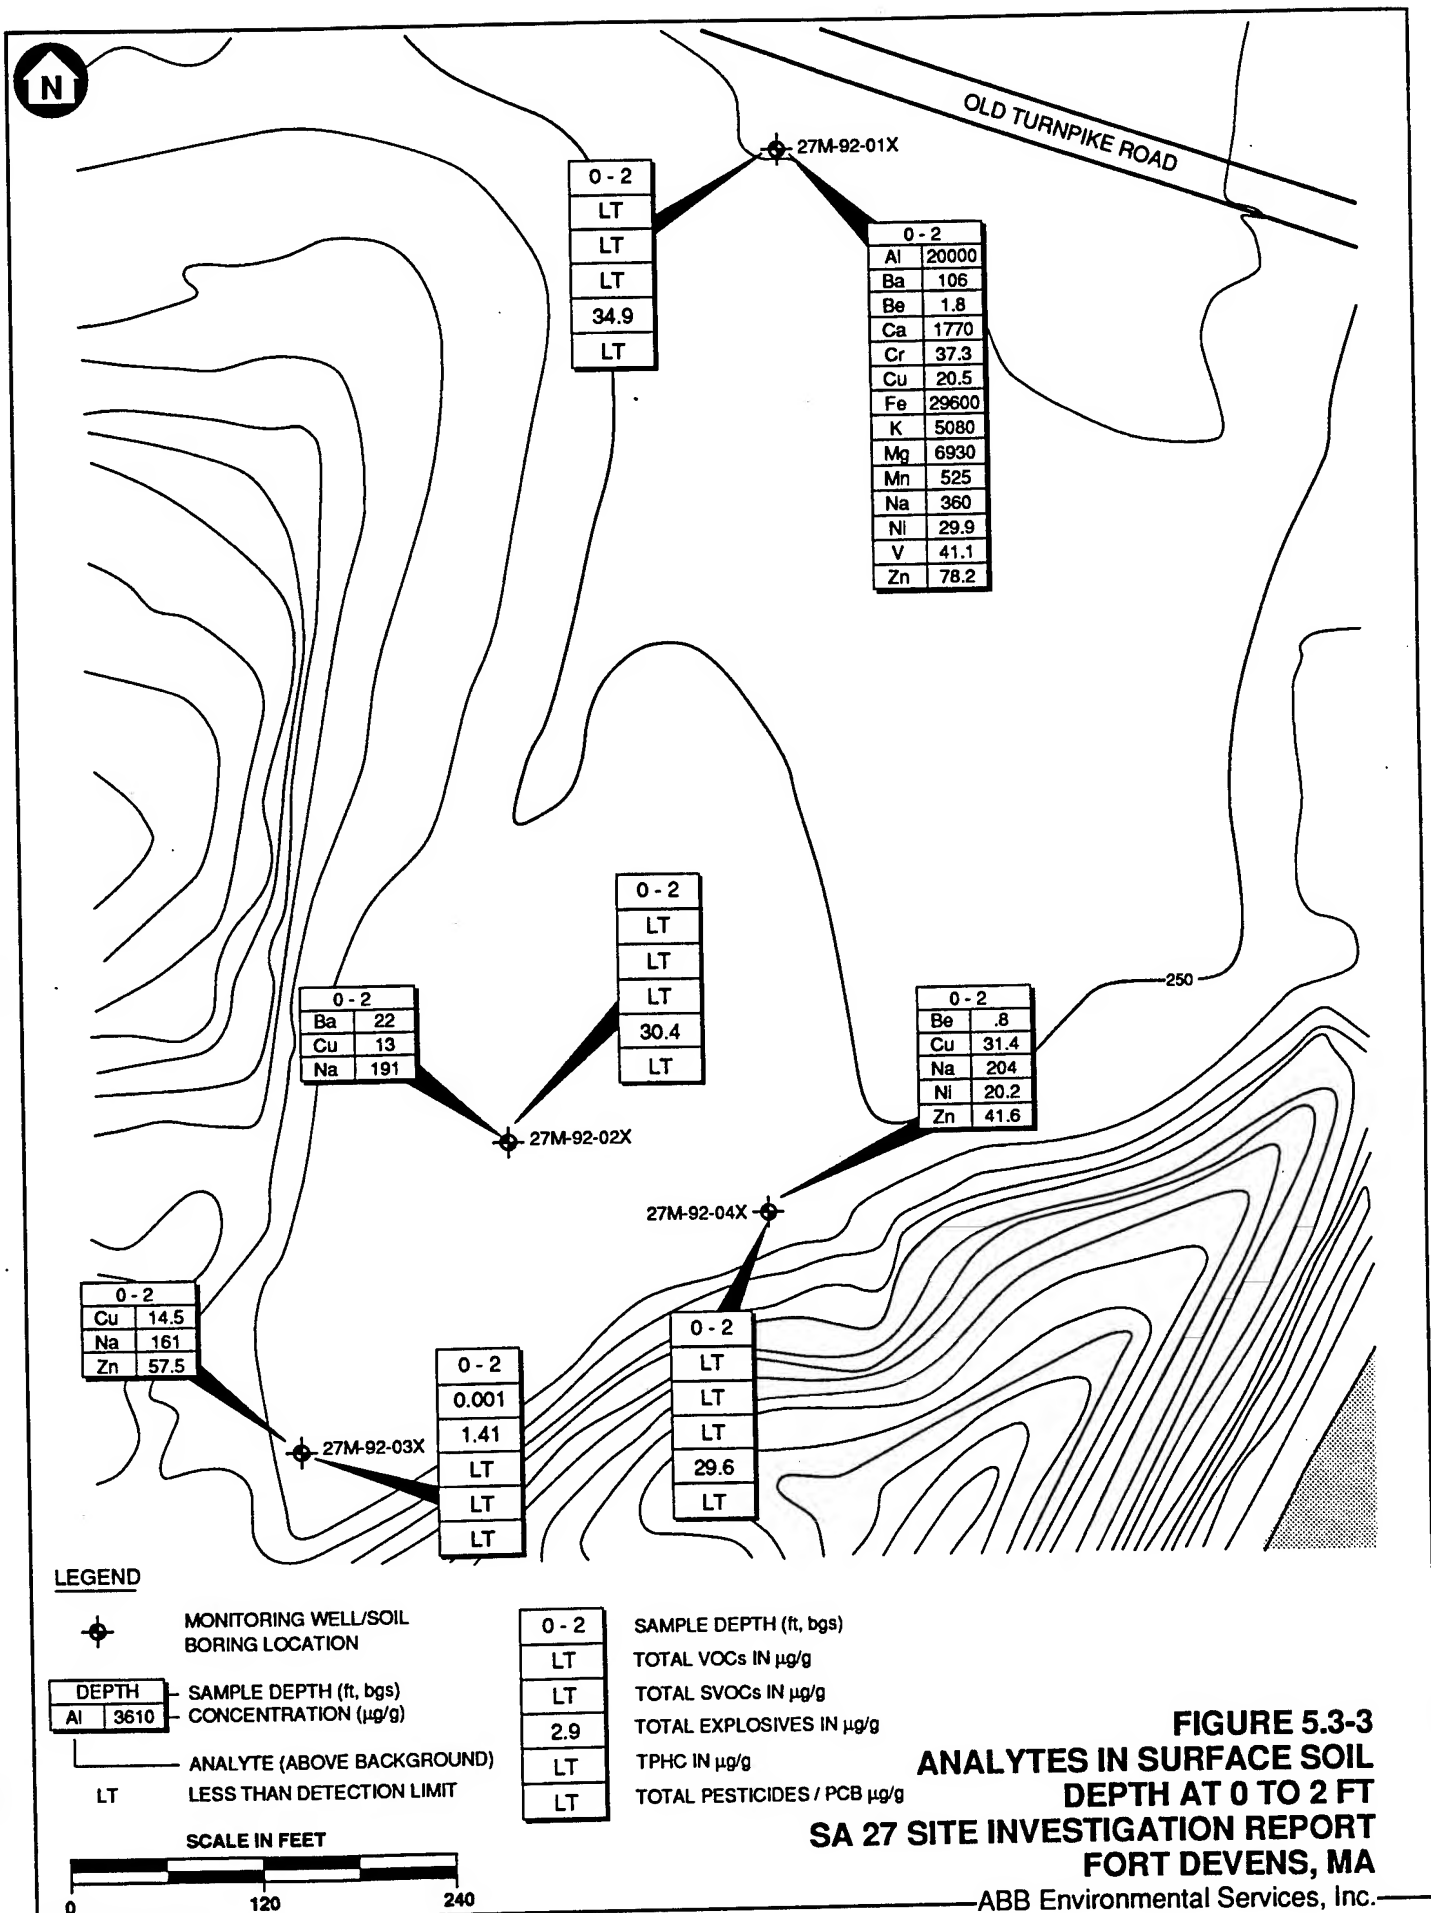 N
OLD TURNPIKE ROAD
27M-92-01X
0 - 2
LT
LT
LT
34.9
LT
0 - 2
Al 20000
Ba 106
Be 1.8
Ca 1770
Cr 37.3
Cu 20.5
Fe 29600
K 5080
Mg 6930
Mn 525
Na 360
Ni 29.9
V 41.1
Zn 78.2
0 - 2
LT
LT
LT
30.4
LT
250
0 - 2
Ba 22
Cu 13
Na 191
27M-92-02X
0 - 2
Be .8
Cu 31.4
Na 204
Ni 20.2
Zn 41.6
27M-92-04X
0 - 2
Cu 14.5
Na 161
Zn 57.5
27M-92-03X
0 - 2
0.001
1.41
LT
LT
LT
0 - 2
LT
LT
LT
29.6
LT
LEGEND
MONITORING WELL/SOIL
BORING LOCATION
DEPTH
Al 3610
SAMPLE DEPTH (ft, bgs)
CONCENTRATION (µg/g)
ANALYTE (ABOVE BACKGROUND)
LT LESS THAN DETECTION LIMIT
0 - 2 SAMPLE DEPTH (ft, bgs)
LT TOTAL VOCs IN µg/g
LT TOTAL SVOCs IN µg/g
2.9 TOTAL EXPLOSIVES IN µg/g
LT TPHC IN µg/g
LT TOTAL PESTICIDES / PCB µg/g
SCALE IN FEET
0 120 240
FIGURE 5.3-3
ANALYTES IN SURFACE SOIL
DEPTH AT 0 TO 2 FT
SA 27 SITE INVESTIGATION REPORT
FORT DEVENS, MA
ABB Environmental Services, Inc.